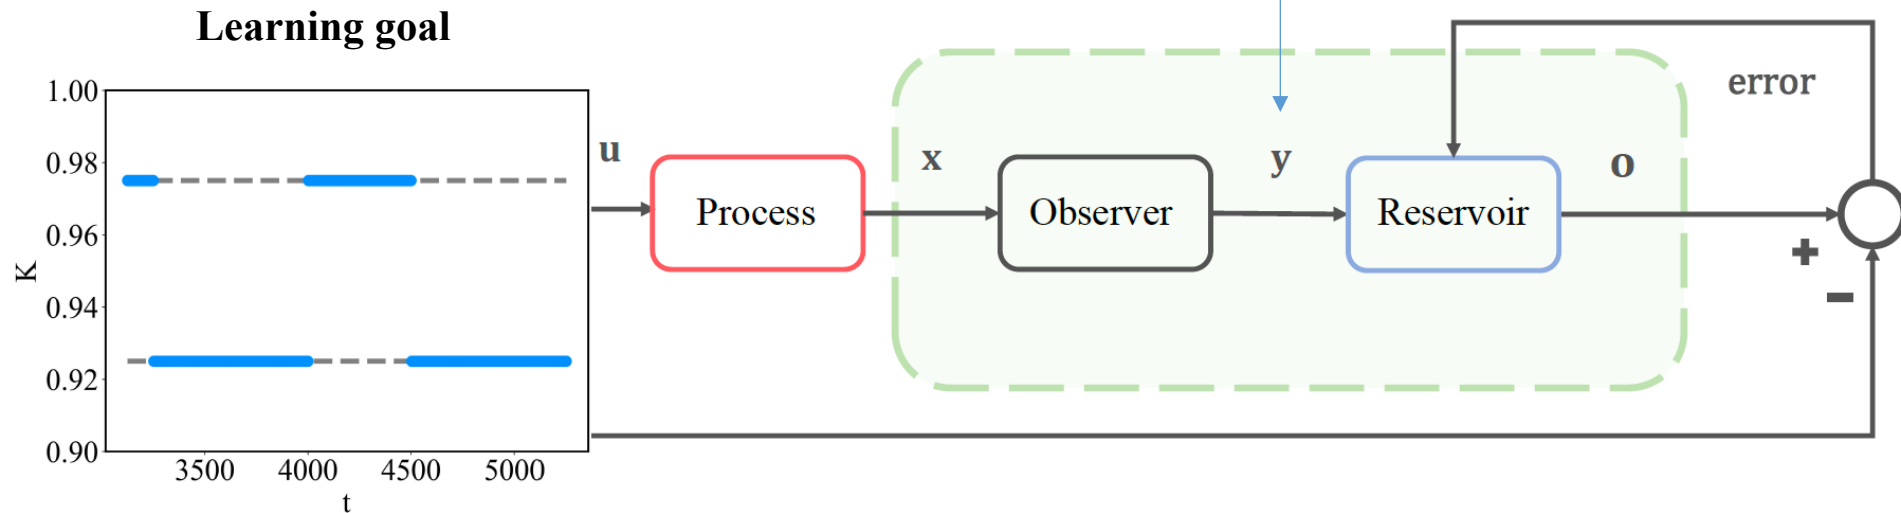 Learning goal
1.00
0.98
0.96
0.94
0.92
0.90
K
3500 4000 4500 5000
t
u
Process
x
Observer
y
Reservoir
o
error
+
−